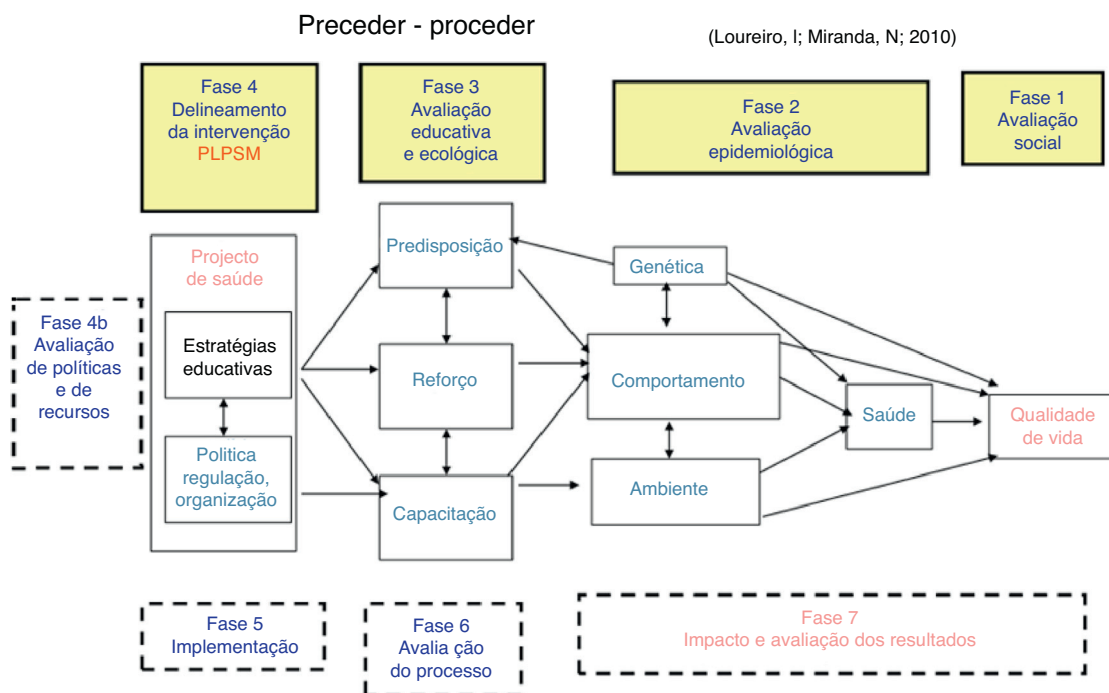 Preceder - proceder
(Loureiro, I; Miranda, N; 2010)
Fase 4
Delineamento
da intervenção
PLPSM
Fase 3
Avaliação
educativa
e ecológica
Fase 2
Avaliação
epidemiológica
Fase 1
Avaliação
social
Fase 4b
Avaliação
de políticas
e de
recursos
Projecto
de saúde
Estratégias
educativas
Politica
regulação,
organização
Predisposição
Reforço
Capacitação
Genética
Comportamento
Ambiente
Saúde
Qualidade
de vida
Fase 5
Implementação
Fase 6
Avalia ção
do processo
Fase 7
Impacto e avaliação dos resultados